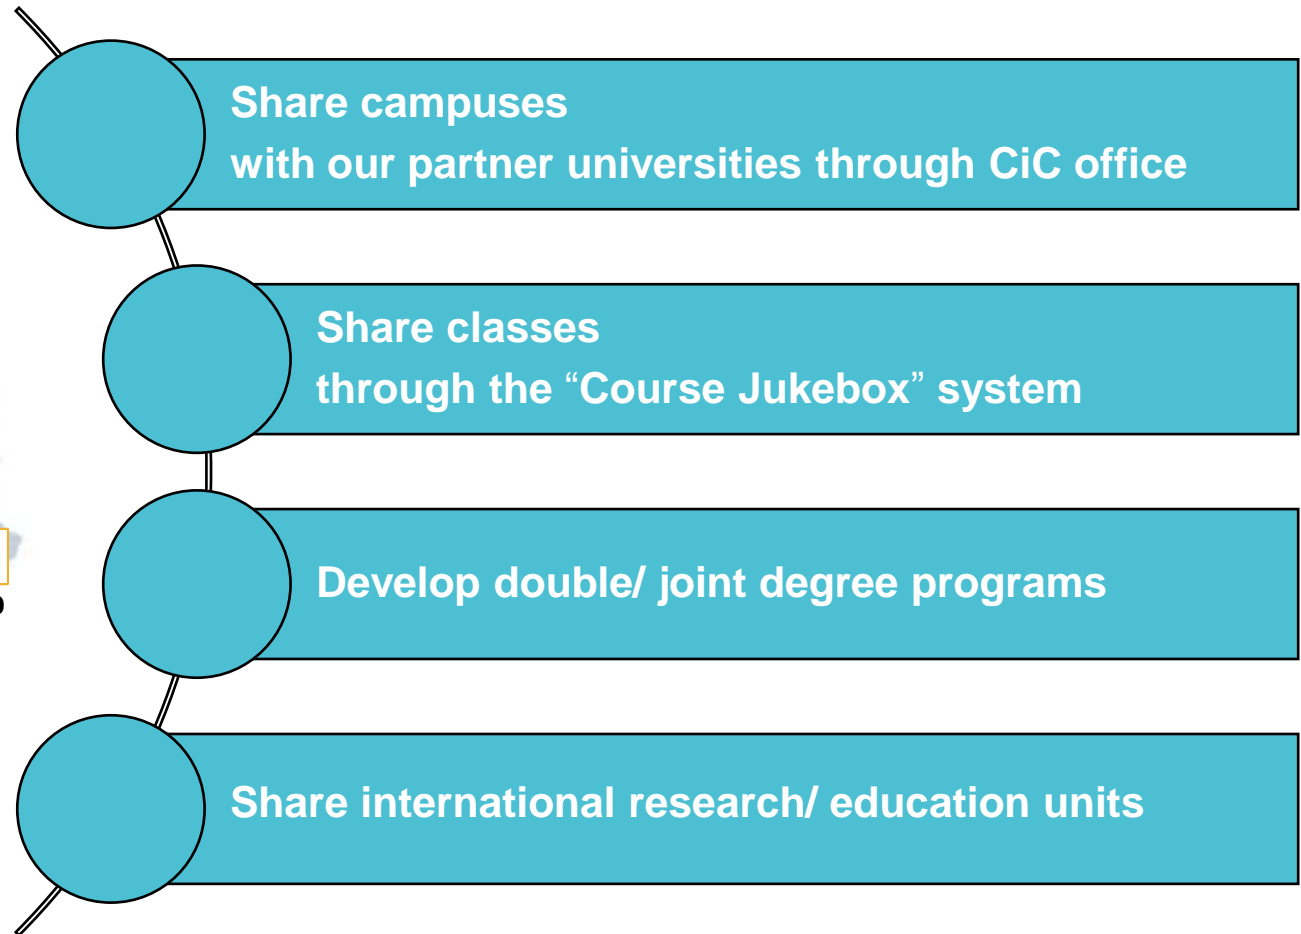 Share campuses
with our partner universities through CiC office
Share classes
through the “Course Jukebox” system
Develop double/ joint degree programs
Share international research/ education units